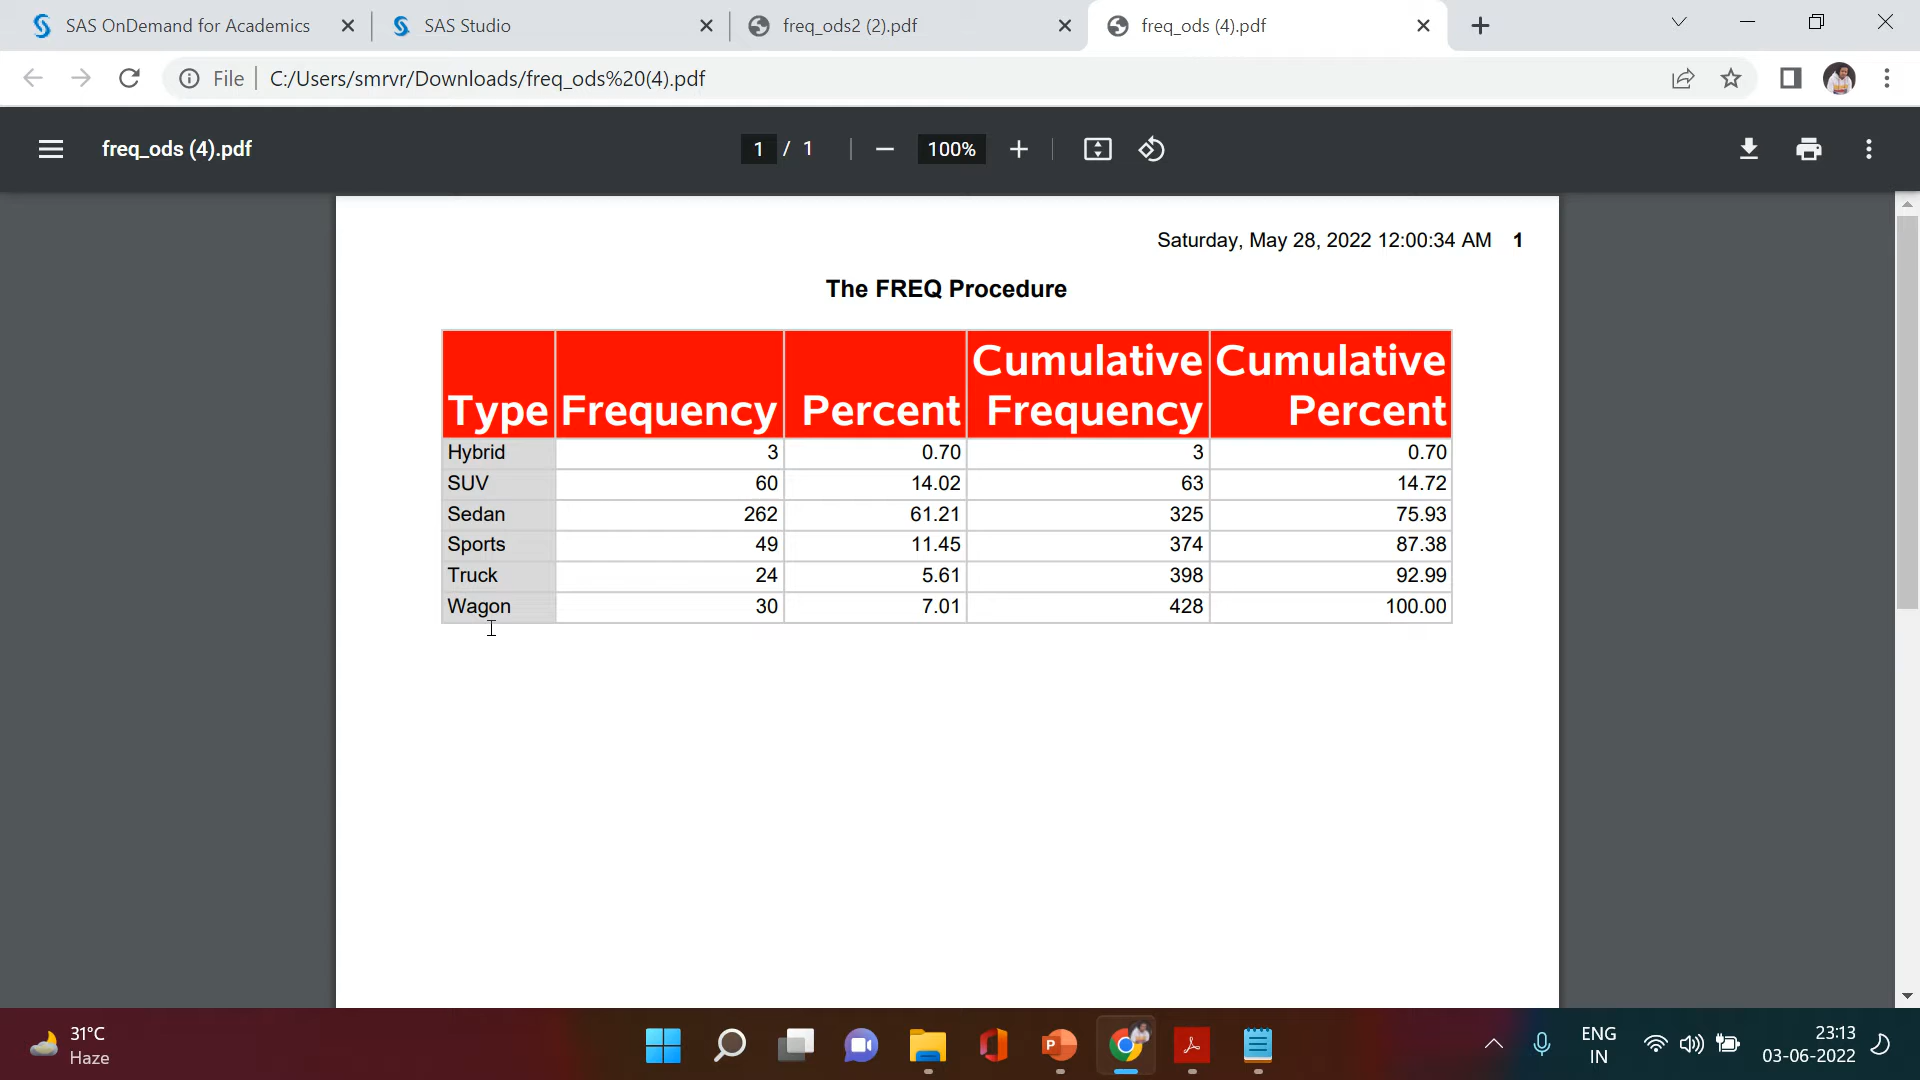 SAS OnDemand for Academics
SAS Studio
freq_ods2 (2).pdf
freq_ods (4).pdf
File
C:/Users/smrvr/Downloads/freq_ods%20(4).pdf
freq_ods (4).pdf
1 / 1
100%
Saturday, May 28, 2022 12:00:34 AM 1
The FREQ Procedure
Type Frequency Percent Cumulative Frequency Cumulative Percent
Hybrid 3 0.70 3 0.70
SUV 60 14.02 63 14.72
Sedan 262 61.21 325 75.93
Sports 49 11.45 374 87.38
Truck 24 5.61 398 92.99
Wagon 30 7.01 428 100.00
31°C
Haze
P
ENG
IN
23:13
03-06-2022